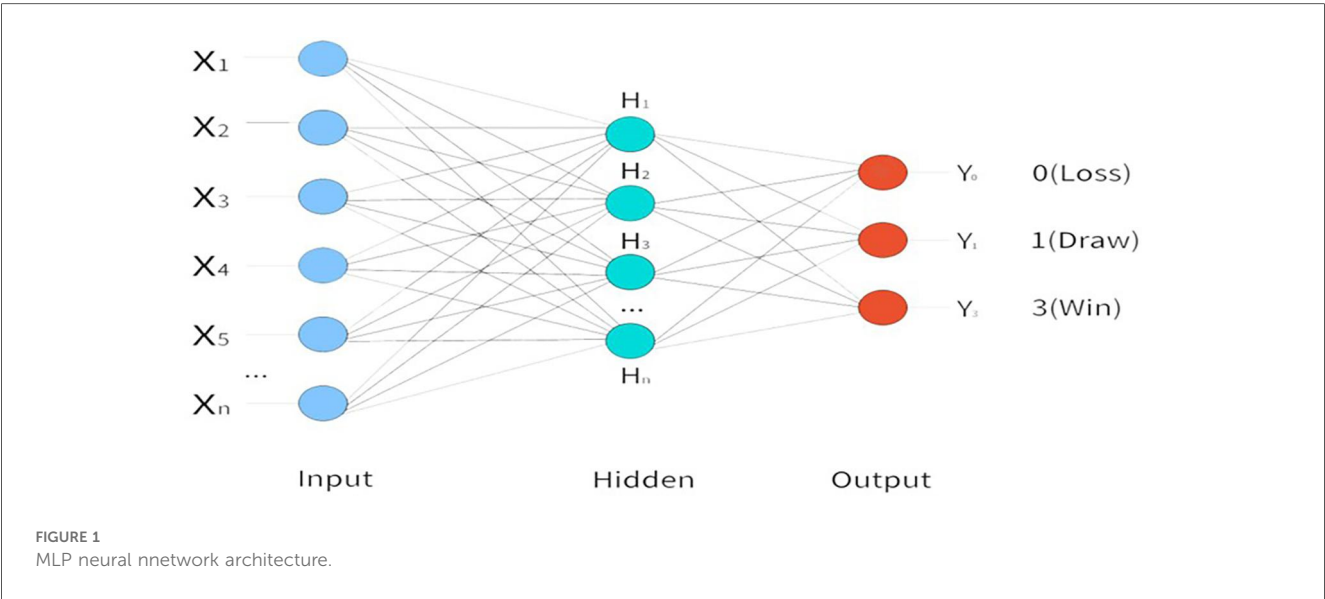 X₁
X₂
X₃
X₄
X₅
...
Xₙ
H₁
H₂
H₃
...
Hₙ
Y₀ 0(Loss)
Y₁ 1(Draw)
Y₃ 3(Win)
Input Hidden Output
FIGURE 1
MLP neural nnetwork architecture.